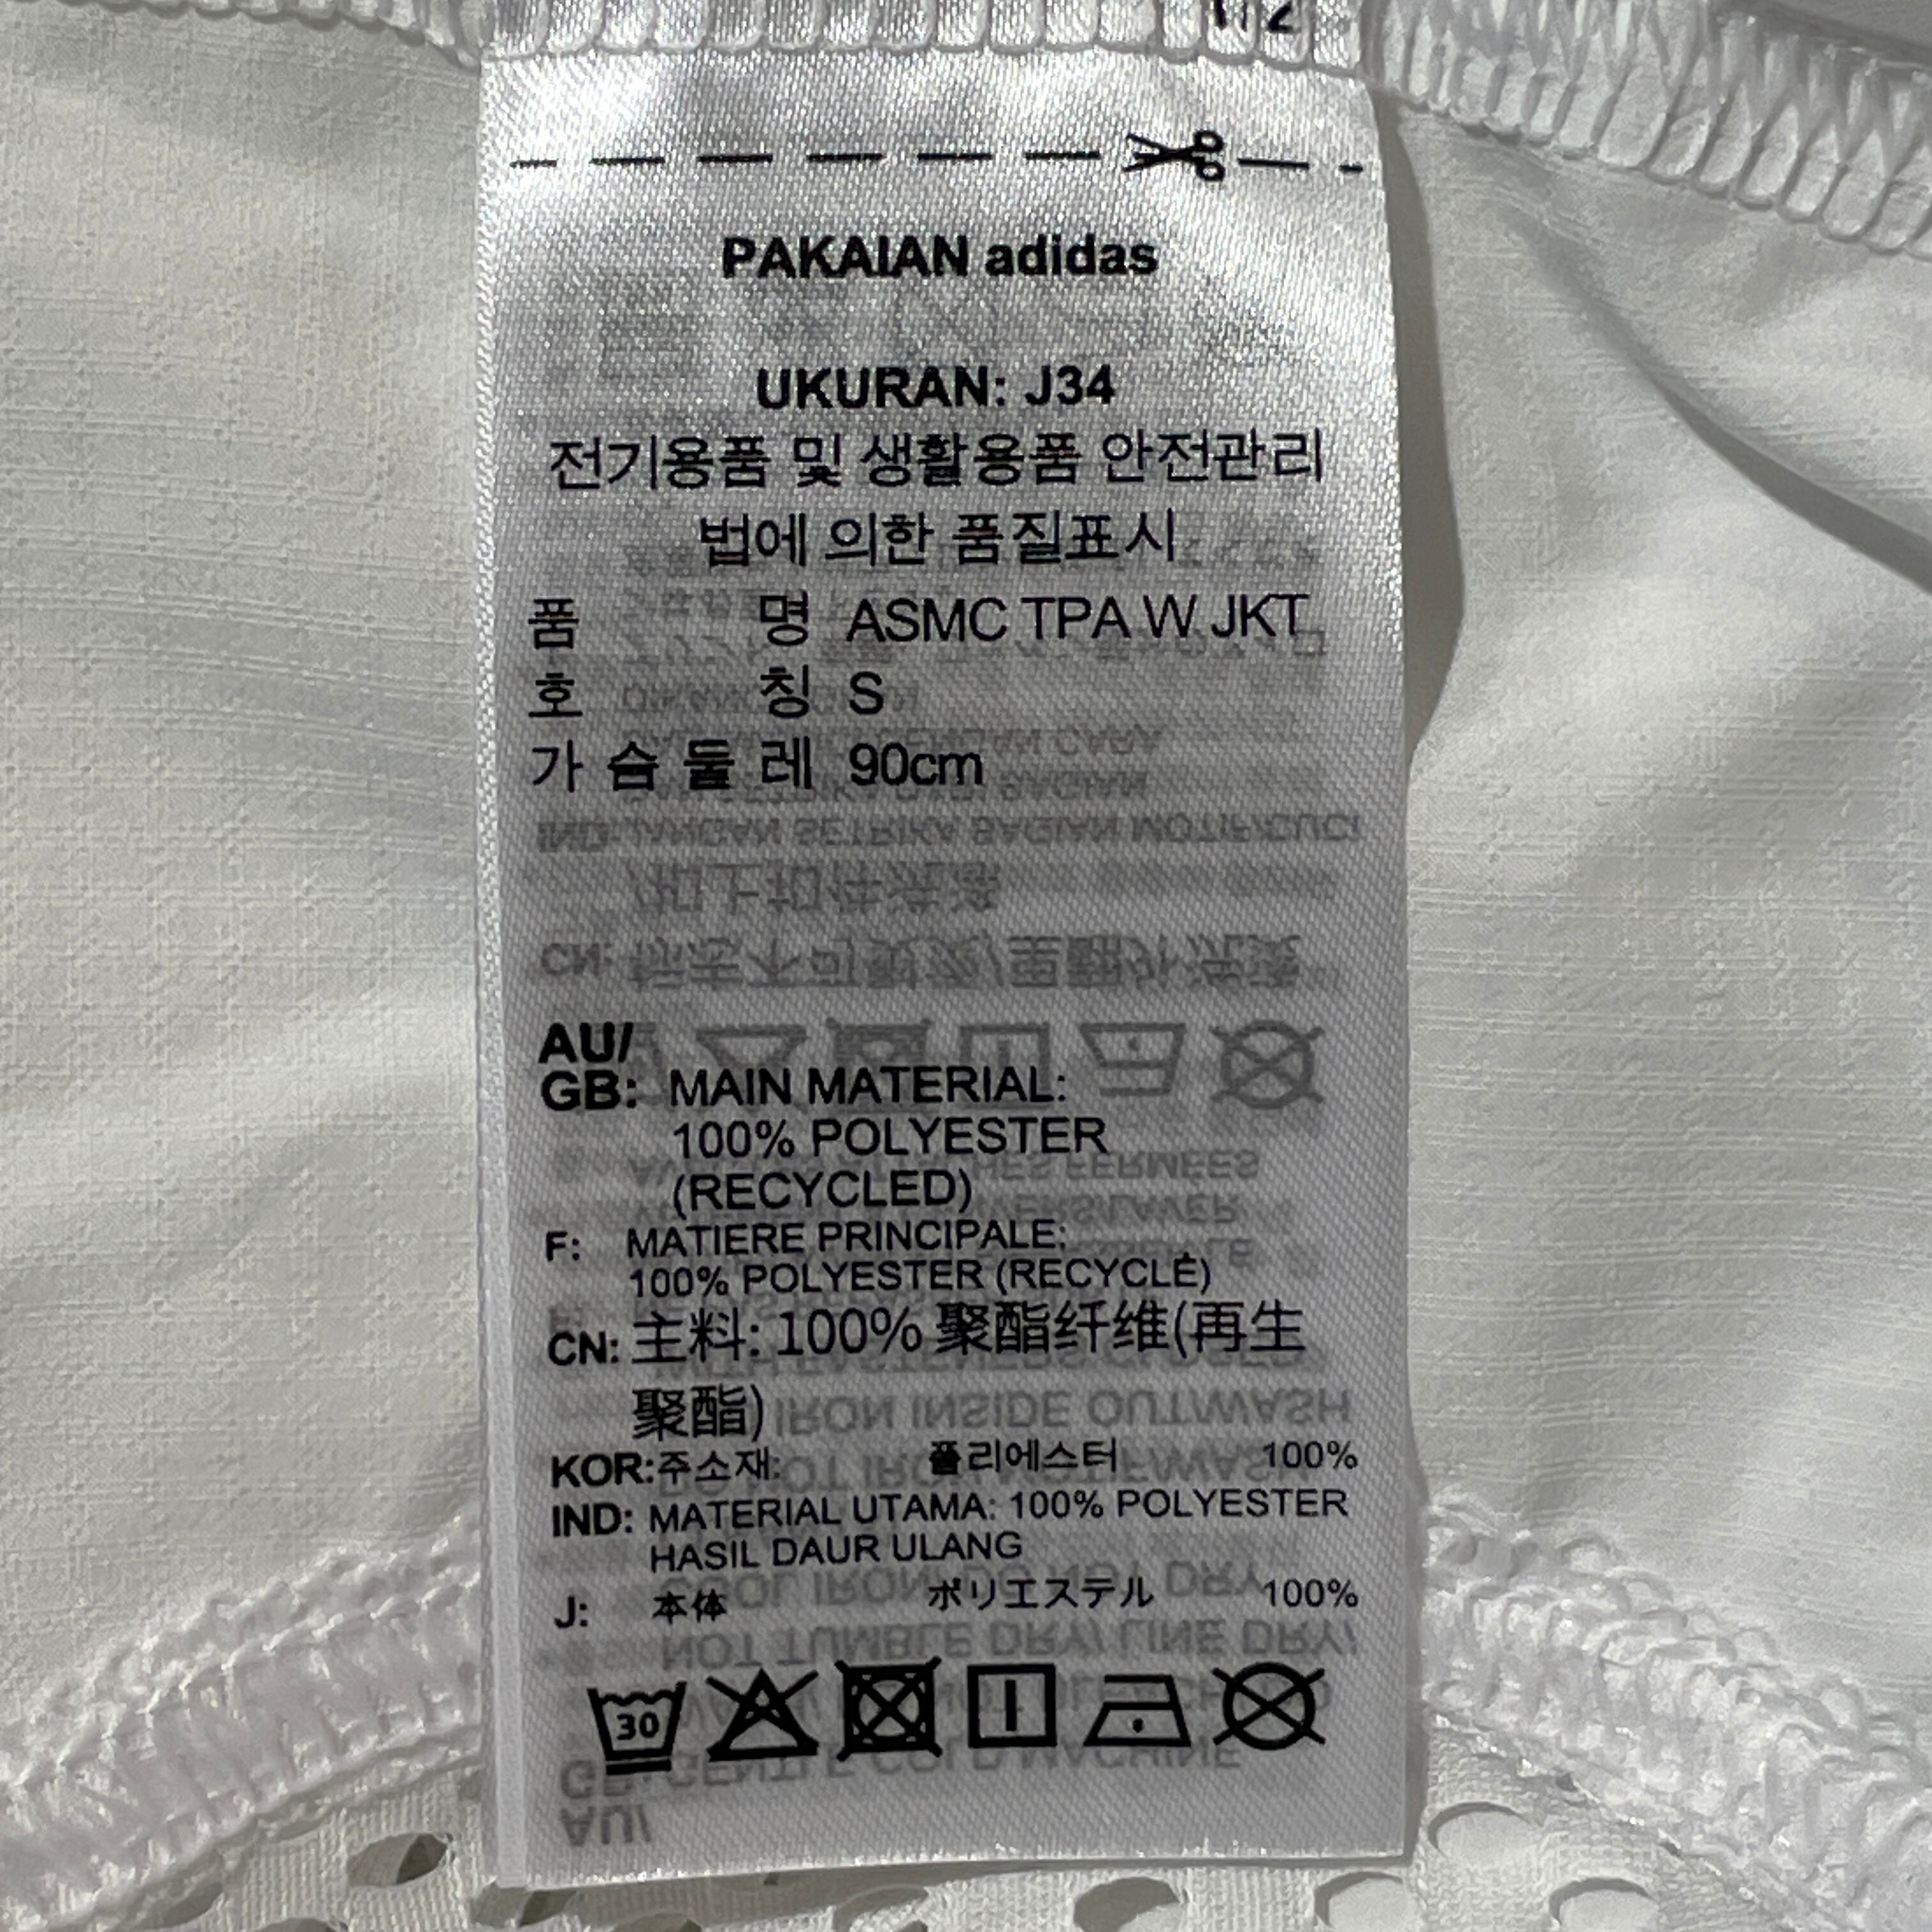 PAKAIAN adidas
UKURAN: J34
전기용품 및 생활용품 안전관리
법에 의한 품질표시
품 명 ASMC TPA W JKT
호 칭 S
가 슴 둘 레 90cm
AU/
GB: MAIN MATERIAL:
100% POLYESTER
(RECYCLED)
F: MATIERE PRINCIPALE:
100% POLYESTER (RECYCLÉ)
CN: 主料: 100% 聚酯纤维(再生
聚酯)
KOR:주소재: 폴리에스터 100%
IND: MATERIAL UTAMA: 100% POLYESTER
HASIL DAUR ULANG
J: 本体 ポリエステル 100%
30